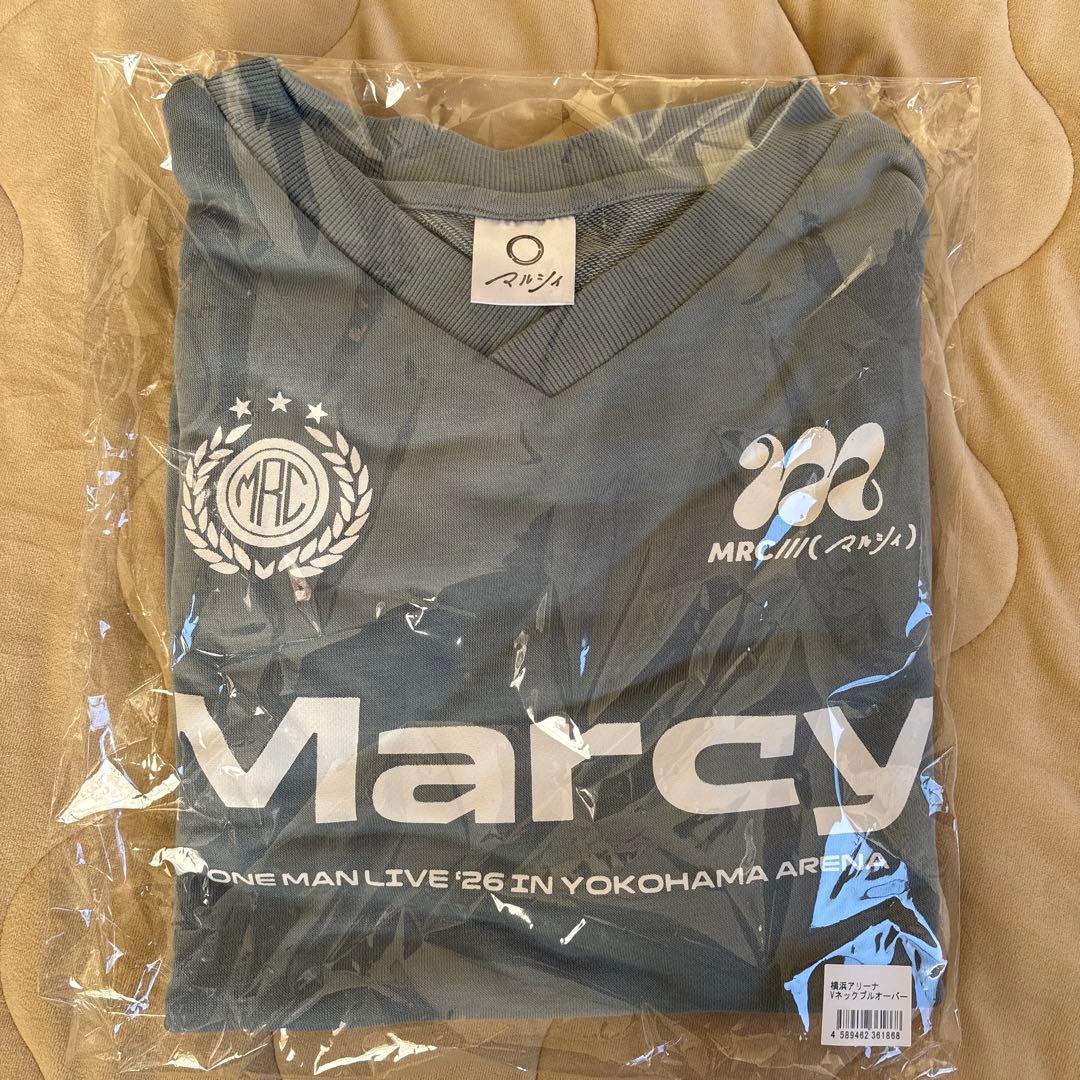 マルシィ
MRC
MRC///(マルシィ)
Marcy
ONE MAN LIVE '26 IN YOKOHAMA ARENA
横浜アリーナ
Vネックプルオーバー
4 589462 361868